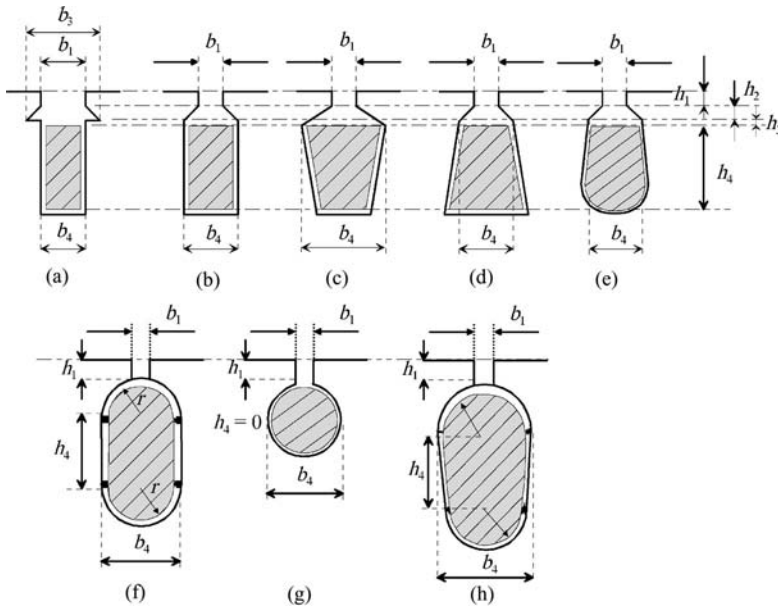 b₃
b₁ b₁ b₁ b₁ b₁
h₁ h₂
h₃
h₄
b₄ b₄ b₄ b₄ b₄
(a) (b) (c) (d) (e)
b₁ b₁ b₁
h₁ h₁ h₁
r
h₄ h₄ = 0 h₄
r
b₄ b₄ b₄
(f) (g) (h)